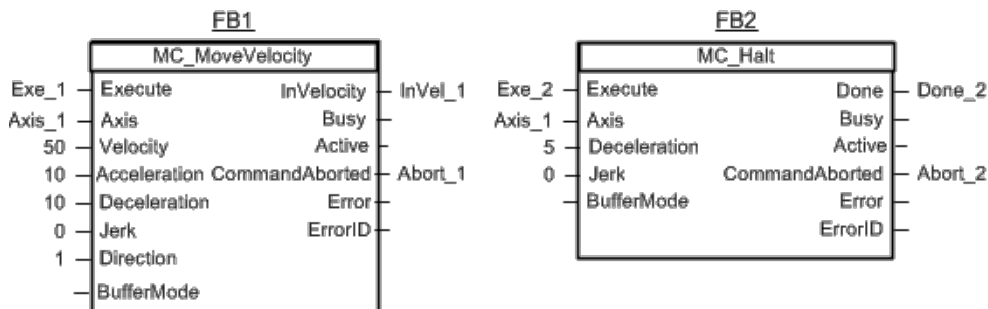 FB1
MC_MoveVelocity
Exe_1 Execute InVelocity InVel_1
Axis_1 Axis Busy
50 Velocity Active
10 Acceleration CommandAborted Abort_1
10 Deceleration Error
0 Jerk ErrorID
1 Direction
BufferMode
FB2
MC_Halt
Exe_2 Execute Done Done_2
Axis_1 Axis Busy
5 Deceleration Active
0 Jerk CommandAborted Abort_2
BufferMode Error
ErrorID